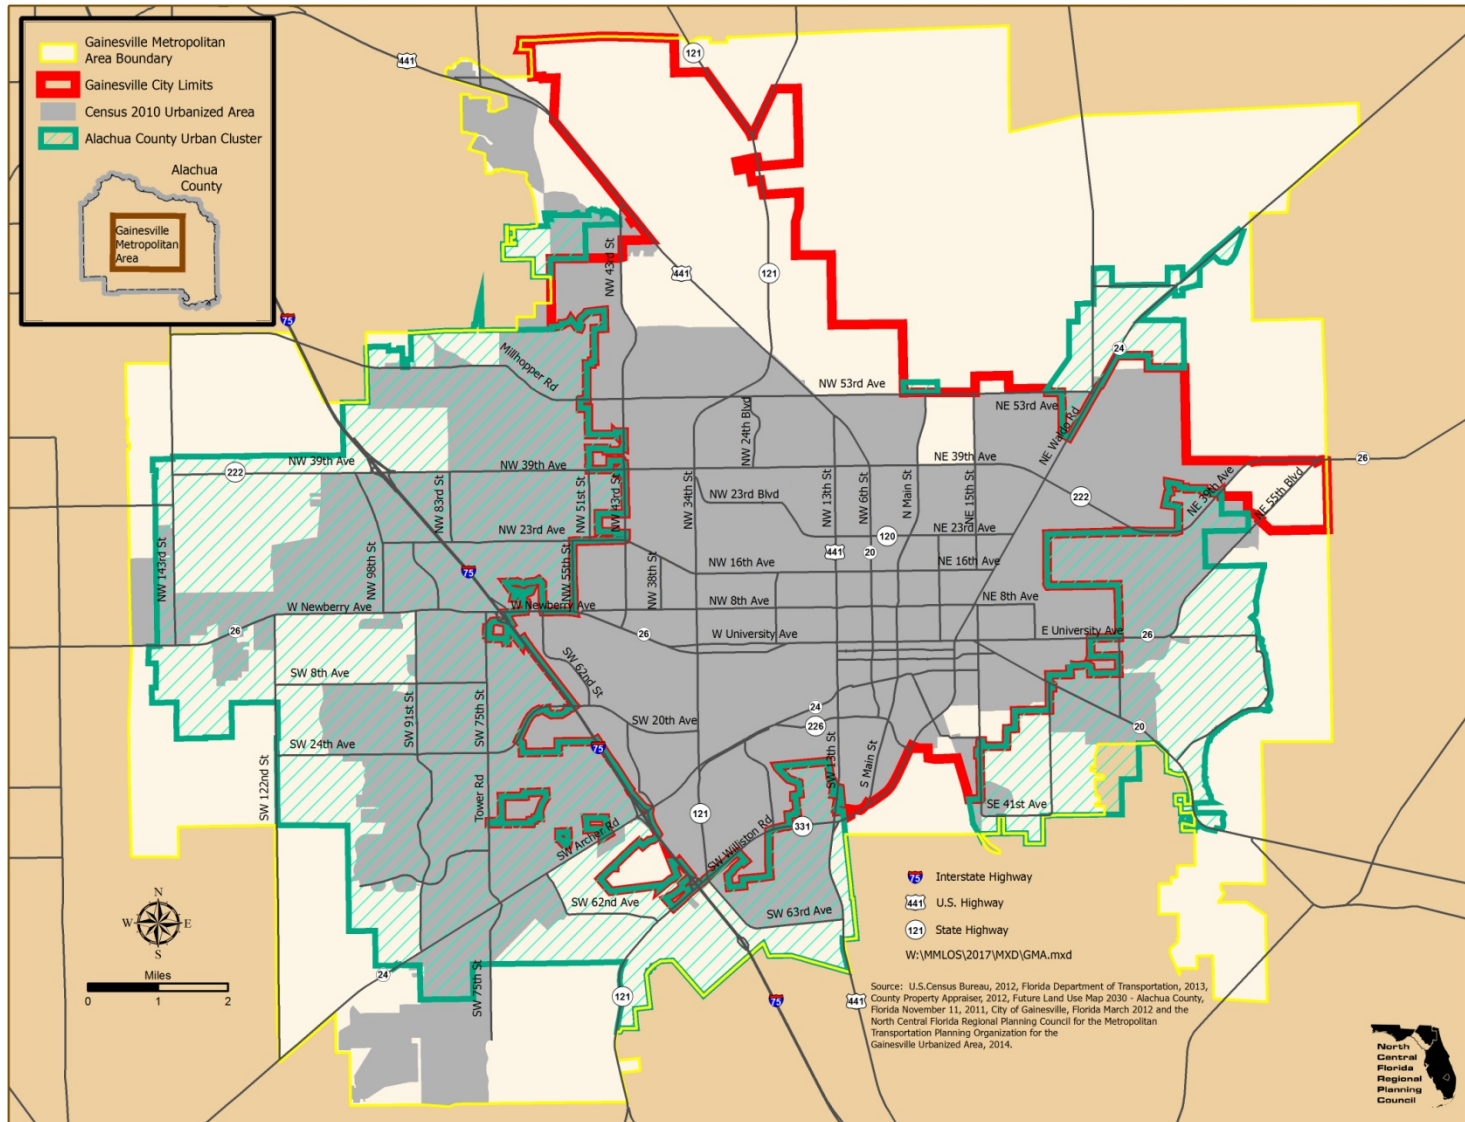 Gainesville Metropolitan
Area Boundary
Gainesville City Limits
Census 2010 Urbanized Area
Alachua County Urban Cluster
Alachua
County
Gainesville
Metropolitan
Area
441
121
75
NW 43rd St
441
121
24
Millhopper Rd
NW 53rd Ave
NE 53rd Ave
NE Waldo Rd
NW 24th Blvd
222
NW 39th Ave
NW 39th Ave
NE 39th Ave
26
NE 39th Ave
NE 55th Blvd
222
NW 143rd St
NW 83rd St
NW 51st St
NW 43rd St
NW 34th St
NW 23rd Blvd
NW 13th St
NW 6th St
N Main St
NE 15th St
NW 23rd Ave
120
NE 23rd Ave
441
20
75
NW 98th St
NW 55th St
NW 38th St
NW 16th Ave
NE 16th Ave
W Newberry Ave
W Newberry Ave
NW 8th Ave
NE 8th Ave
26
26
W University Ave
E University Ave
26
SW 8th Ave
SW 62nd St
SW 91st St
SW 75th St
24
SW 20th Ave
226
20
SW 24th Ave
75
SW 122nd St
SW 13th St
S Main St
Tower Rd
SE 41st Ave
121
331
SW Williston Rd
SW Archer Rd
SW 62nd Ave
SW 63rd Ave
24
SW 75th St
121
75
441
N
W
E
S
Miles
0
1
2
75
Interstate Highway
441
U.S. Highway
121
State Highway
W:\MMLOS\2017\MXD\GMA.mxd
Source: U.S.Census Bureau, 2012, Florida Department of Transportation, 2013,
County Property Appraiser, 2012, Future Land Use Map 2030 - Alachua County,
Florida November 11, 2011, City of Gainesville, Florida March 2012 and the
North Central Florida Regional Planning Council for the Metropolitan
Transportation Planning Organization for the
Gainesville Urbanized Area, 2014.
North
Central
Florida
Regional
Planning
Council